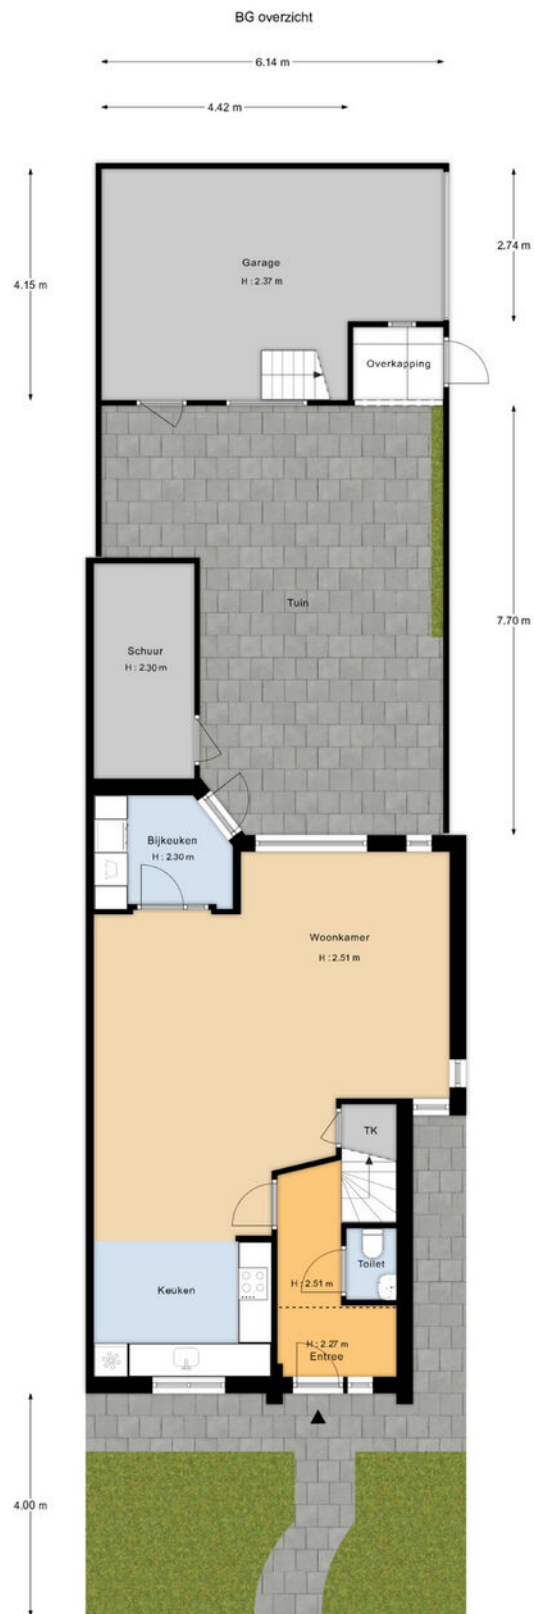 BG overzicht
6.14 m
4.42 m
4.15 m
2.74 m
Garage
H : 2.37 m
Overkapping
Tuin
7.70 m
Schuur
H : 2.30 m
Bijkeuken
H : 2.30 m
Woonkamer
H : 2.51 m
TK
Toilet
Keuken
H : 2.51 m
H : 2.27 m
Entree
4.00 m